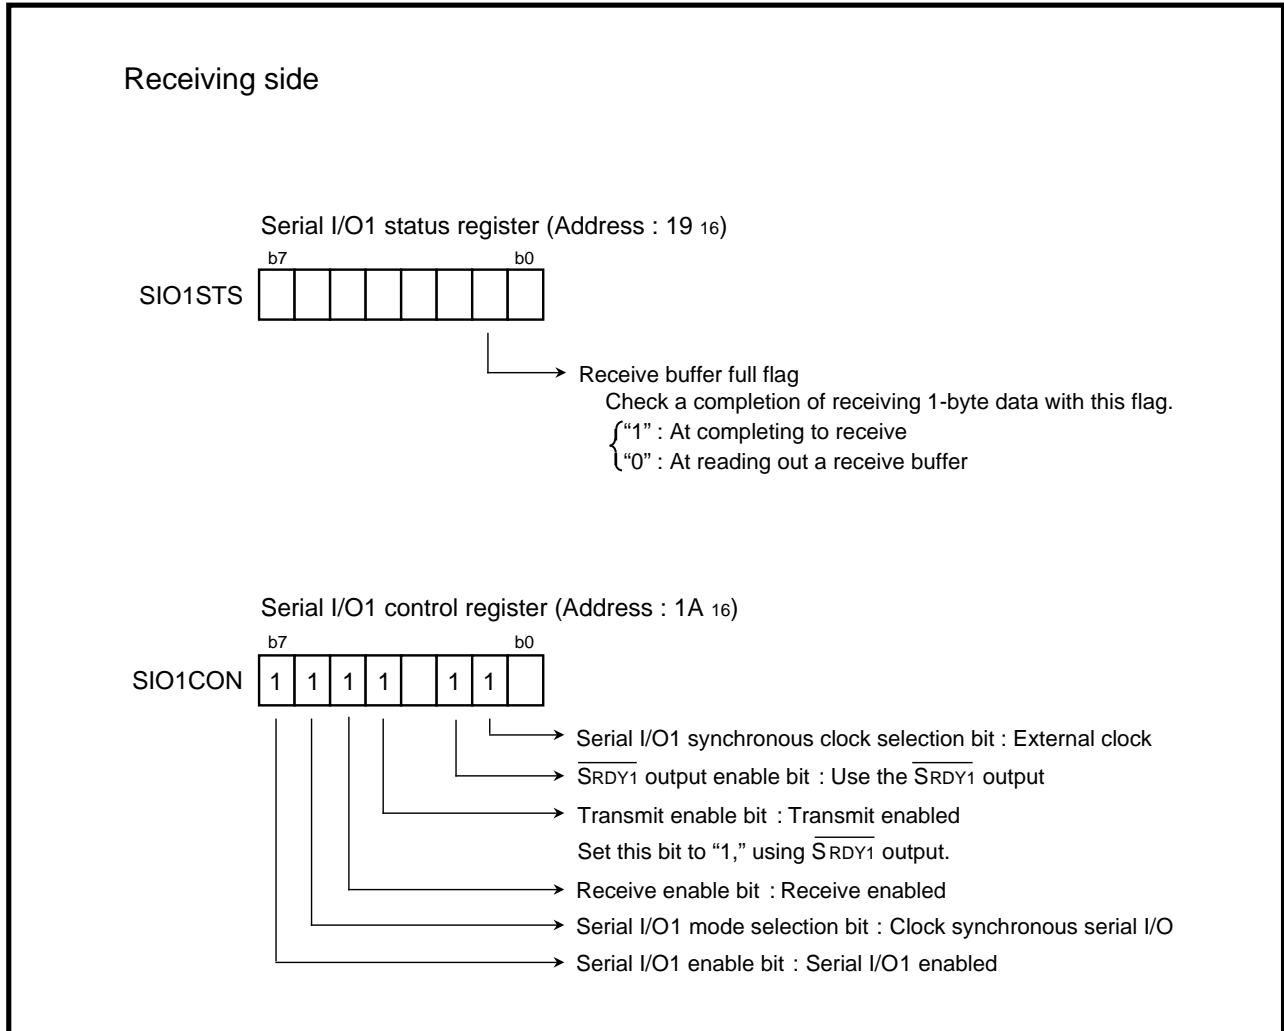 Receiving side
Serial I/O1 status register (Address : 19 16)
b7 b0
SIO1STS
Receive buffer full flag
Check a completion of receiving 1-byte data with this flag.
“1” : At completing to receive
“0” : At reading out a receive buffer
Serial I/O1 control register (Address : 1A 16)
b7 b0
SIO1CON 1 1 1 1 1 1
Serial I/O1 synchronous clock selection bit : External clock
SRDY1 output enable bit : Use the SRDY1 output
Transmit enable bit : Transmit enabled
Set this bit to “1,” using SRDY1 output.
Receive enable bit : Receive enabled
Serial I/O1 mode selection bit : Clock synchronous serial I/O
Serial I/O1 enable bit : Serial I/O1 enabled